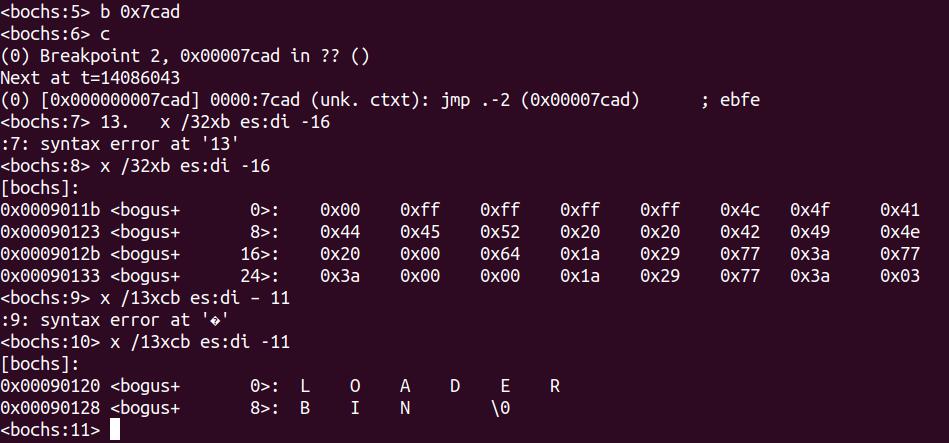 <bochs:5> b 0x7cad
<bochs:6> c
(0) Breakpoint 2, 0x00007cad in ?? ()
Next at t=14086043
(0) [0x000000007cad] 0000:7cad (unk. ctxt): jmp .-2 (0x00007cad)      ; ebfe
<bochs:7> 13.   x /32xb es:di -16
:7: syntax error at '13'
<bochs:8> x /32xb es:di -16
[bochs]:
0x0009011b <bogus+       0>:    0x00    0xff    0xff    0xff    0xff    0x4c    0x4f    0x41
0x00090123 <bogus+       8>:    0x44    0x45    0x52    0x20    0x20    0x42    0x49    0x4e
0x0009012b <bogus+      16>:    0x20    0x00    0x64    0x1a    0x29    0x77    0x3a    0x77
0x00090133 <bogus+      24>:    0x3a    0x00    0x00    0x1a    0x29    0x77    0x3a    0x03
<bochs:9> x /13xcb es:di – 11
:9: syntax error at '�'
<bochs:10> x /13xcb es:di -11
[bochs]:
0x00090120 <bogus+       0>:  L    O    A    D    E    R
0x00090128 <bogus+       8>:  B    I    N        \0
<bochs:11>